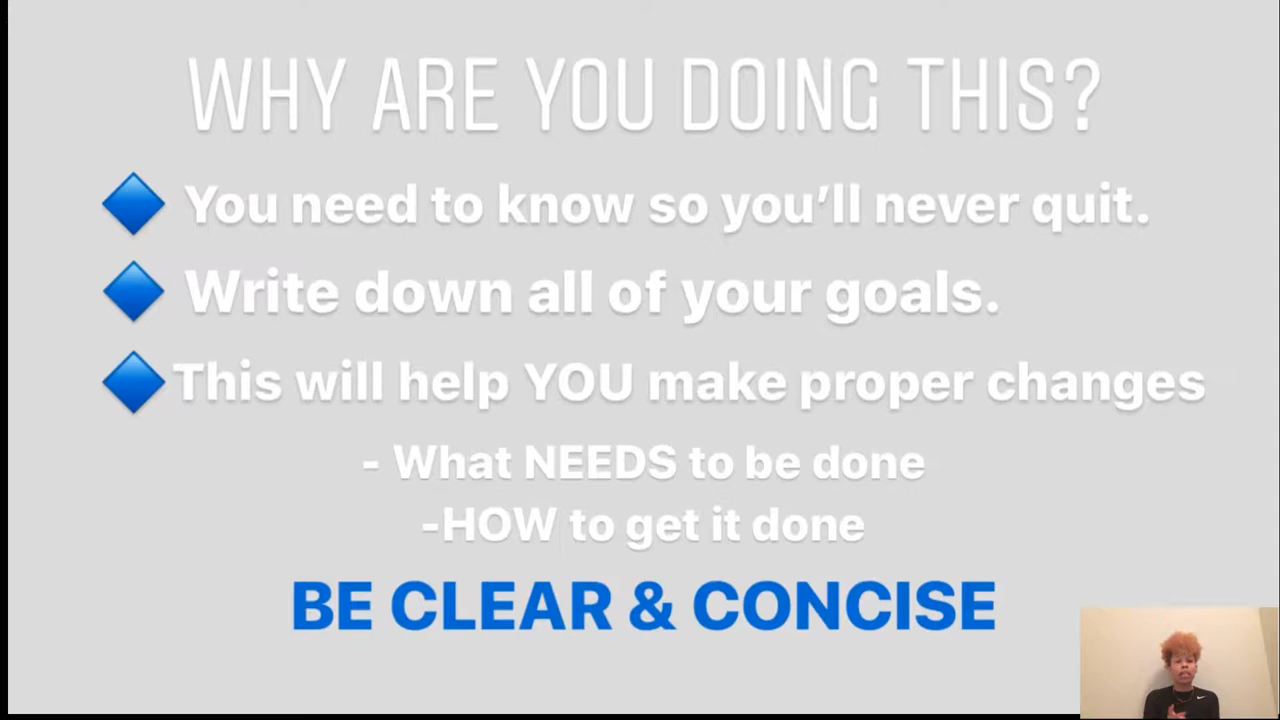 WHY ARE YOU DOING THIS?
You need to know so you’ll never quit.
Write down all of your goals.
This will help YOU make proper changes
- What NEEDS to be done
-HOW to get it done
BE CLEAR & CONCISE